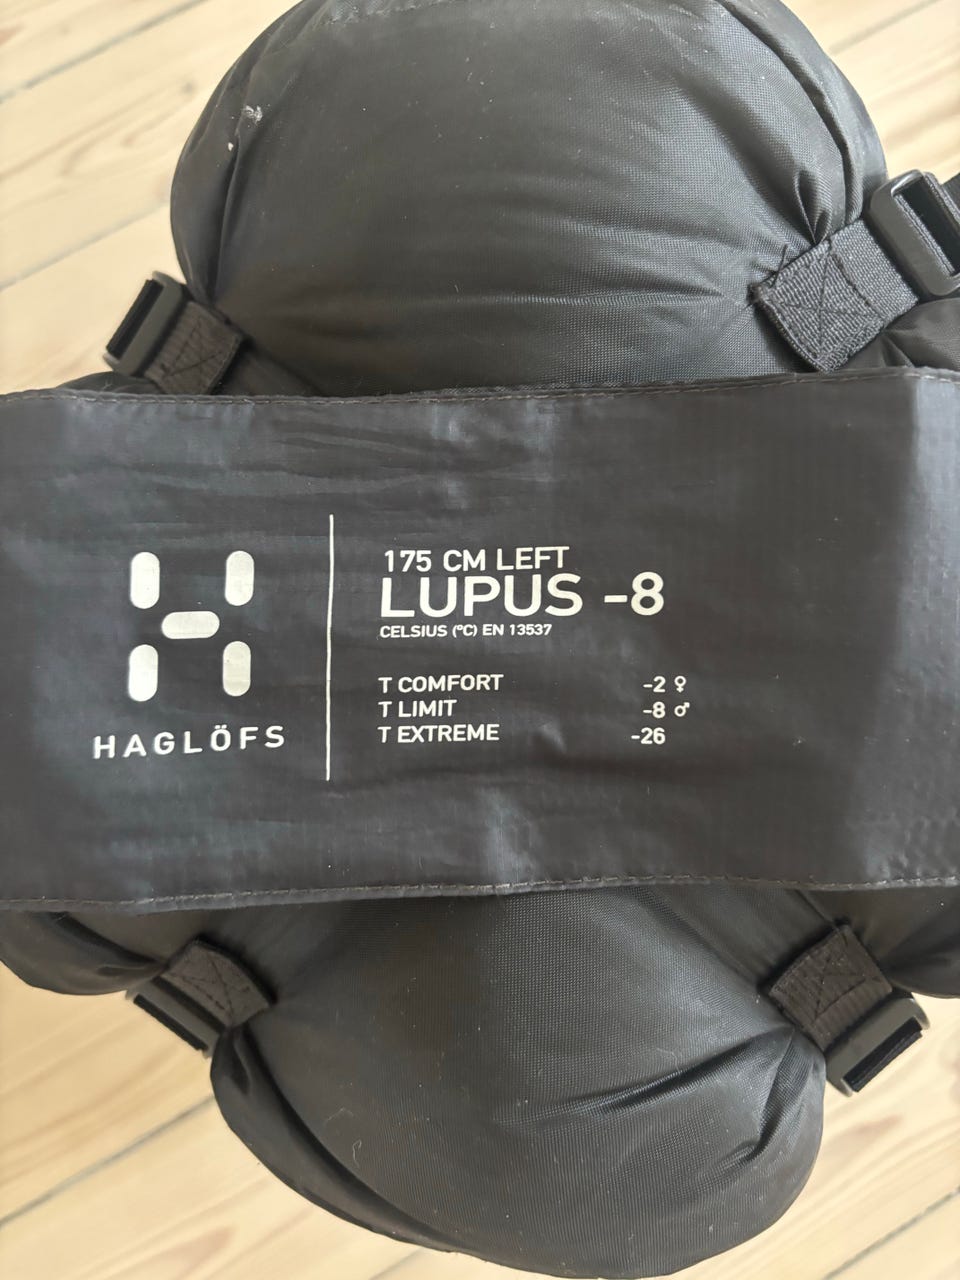 HAGLÖFS
175 CM LEFT
LUPUS -8
CELSIUS (°C) EN 13537
T COMFORT -2 ♀
T LIMIT -8 ♂
T EXTREME -26